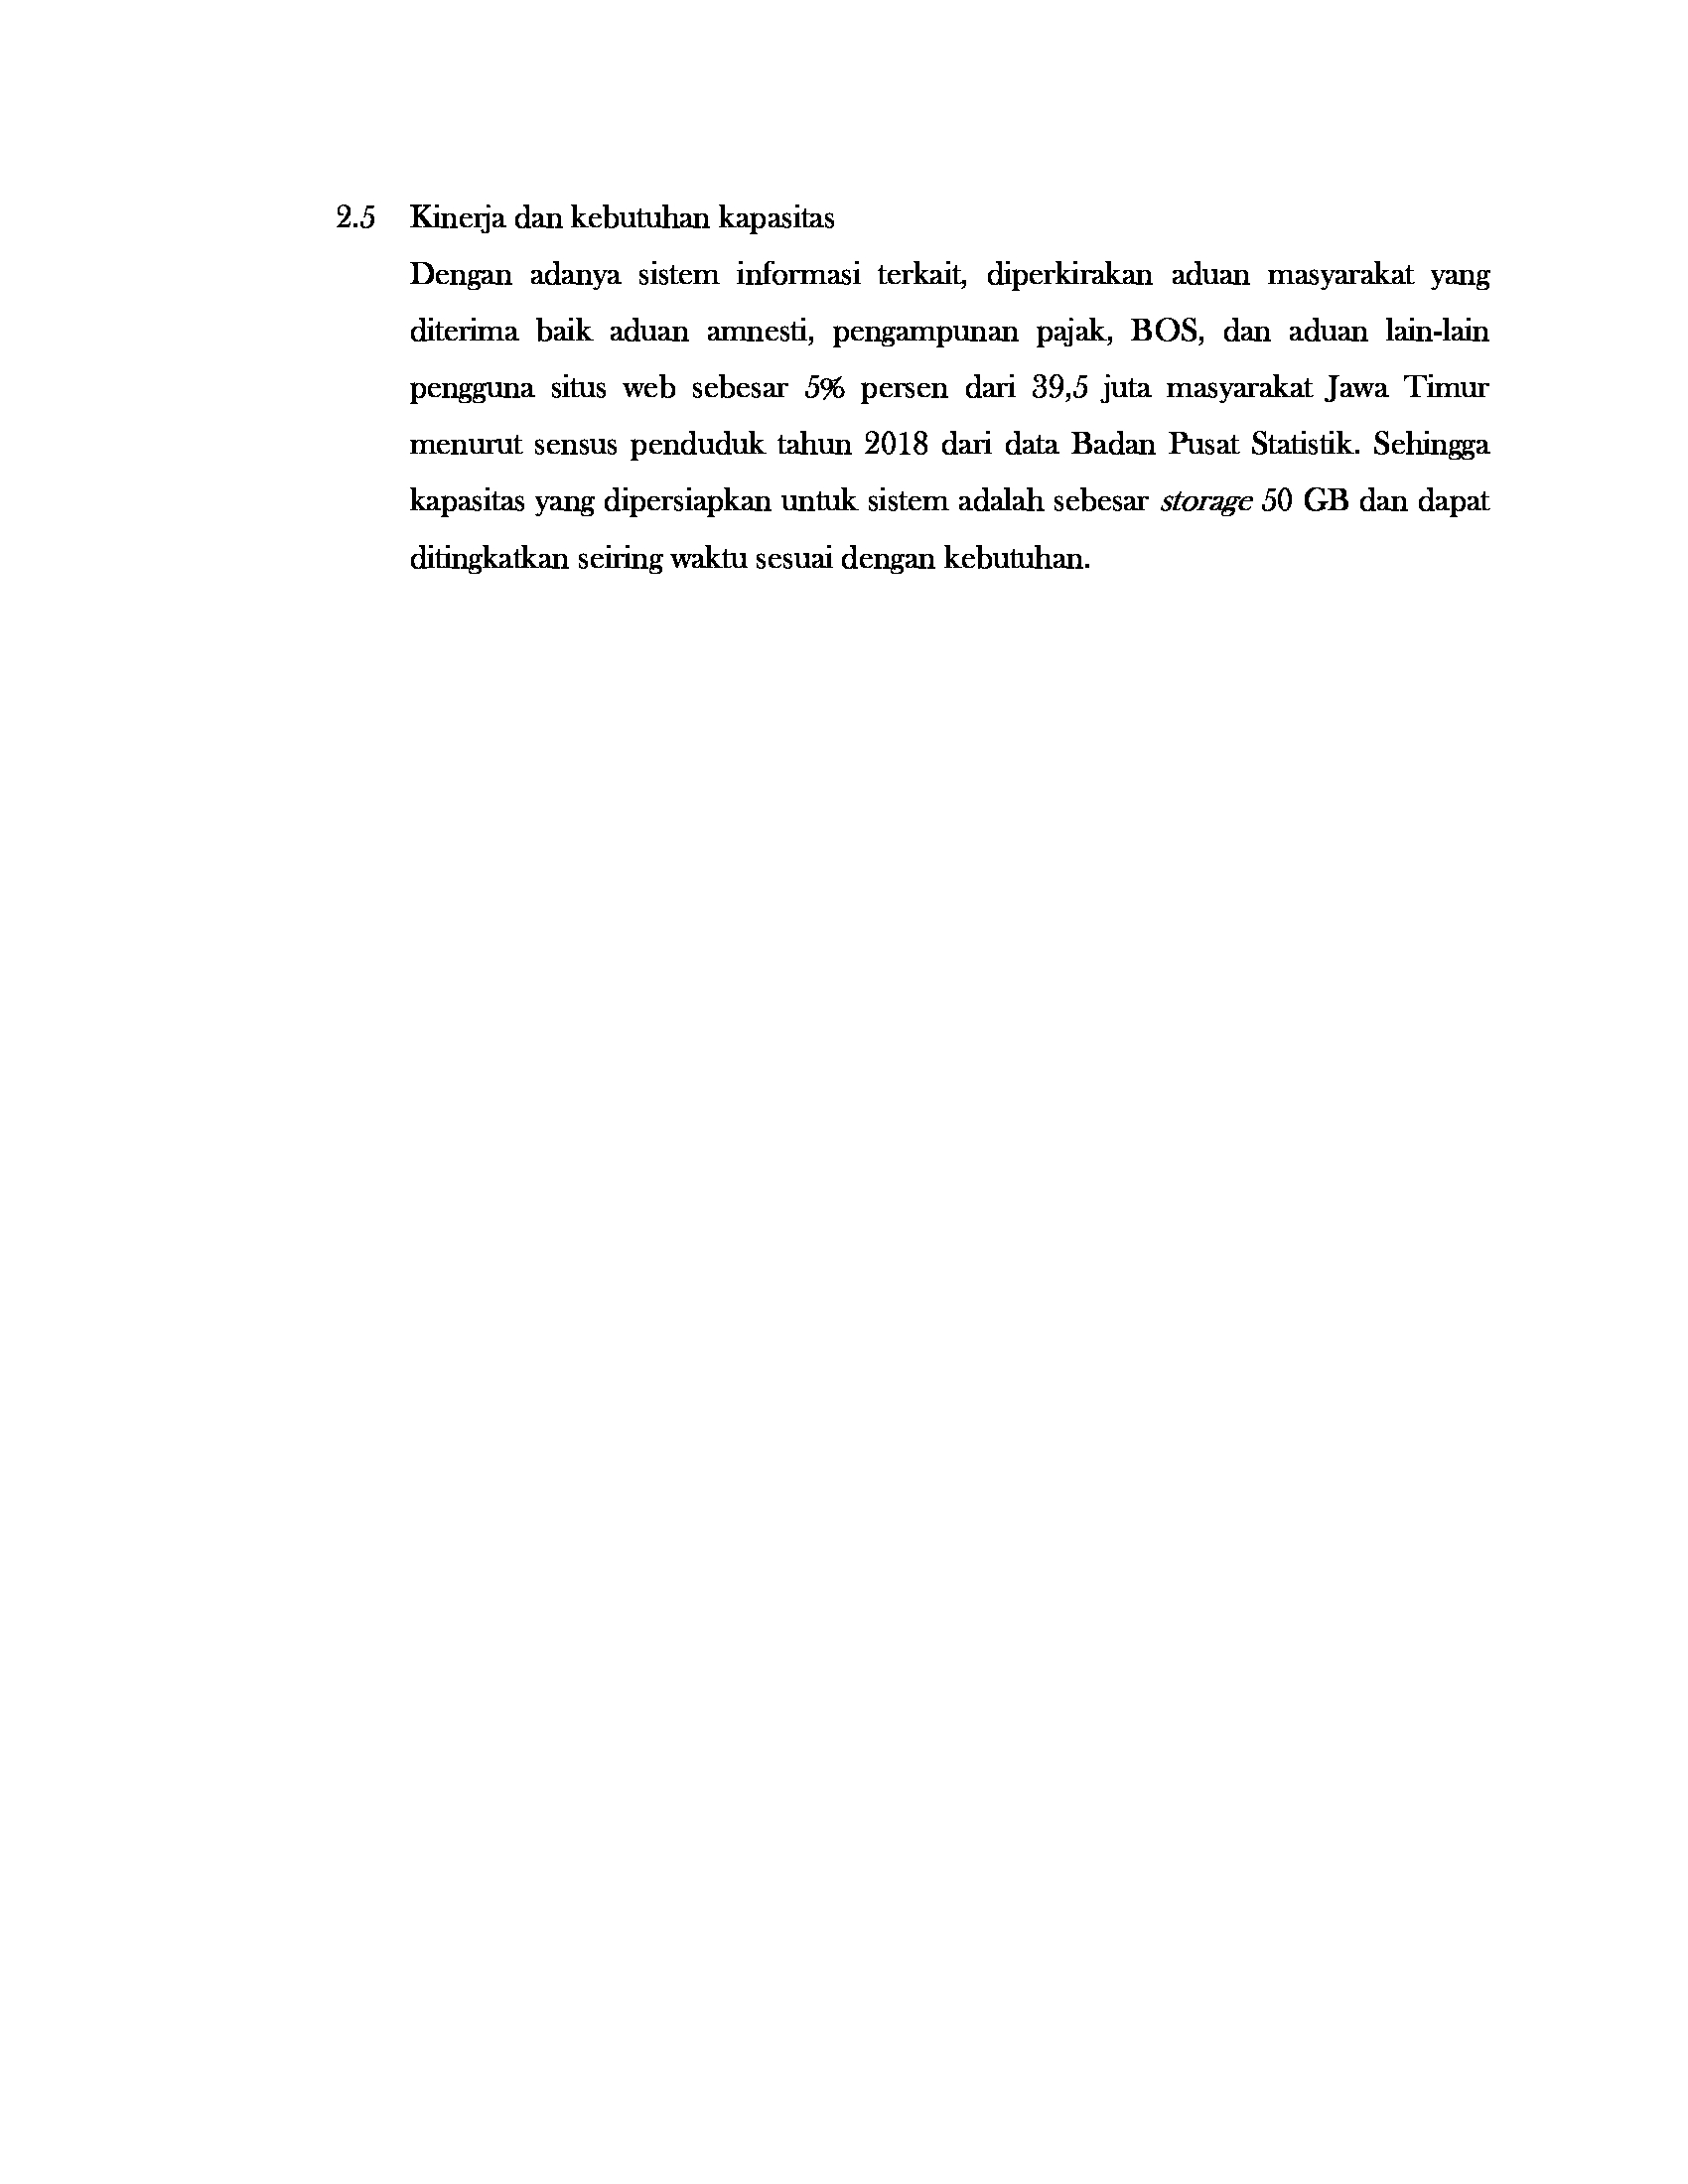 2.5 Kinerja dan kebutuhan kapasitas
Dengan adanya sistem informasi terkait, diperkirakan aduan masyarakat yang
diterima baik aduan amnesti, pengampunan pajak, BOS, dan aduan lain-lain
pengguna situs web sebesar 5% persen dari 39,5 juta masyarakat Jawa Timur
menurut sensus penduduk tahun 2018 dari data Badan Pusat Statistik. Sehingga
kapasitas yang dipersiapkan untuk sistem adalah sebesar storage 50 GB dan dapat
ditingkatkan seiring waktu sesuai dengan kebutuhan.